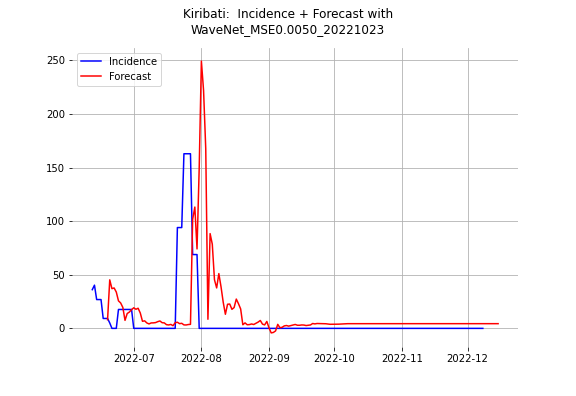 Kiribati:  Incidence + Forecast with
WaveNet_MSE0.0050_20221023
Incidence
Forecast
250
200
150
100
50
0
2022-07 2022-08 2022-09 2022-10 2022-11 2022-12